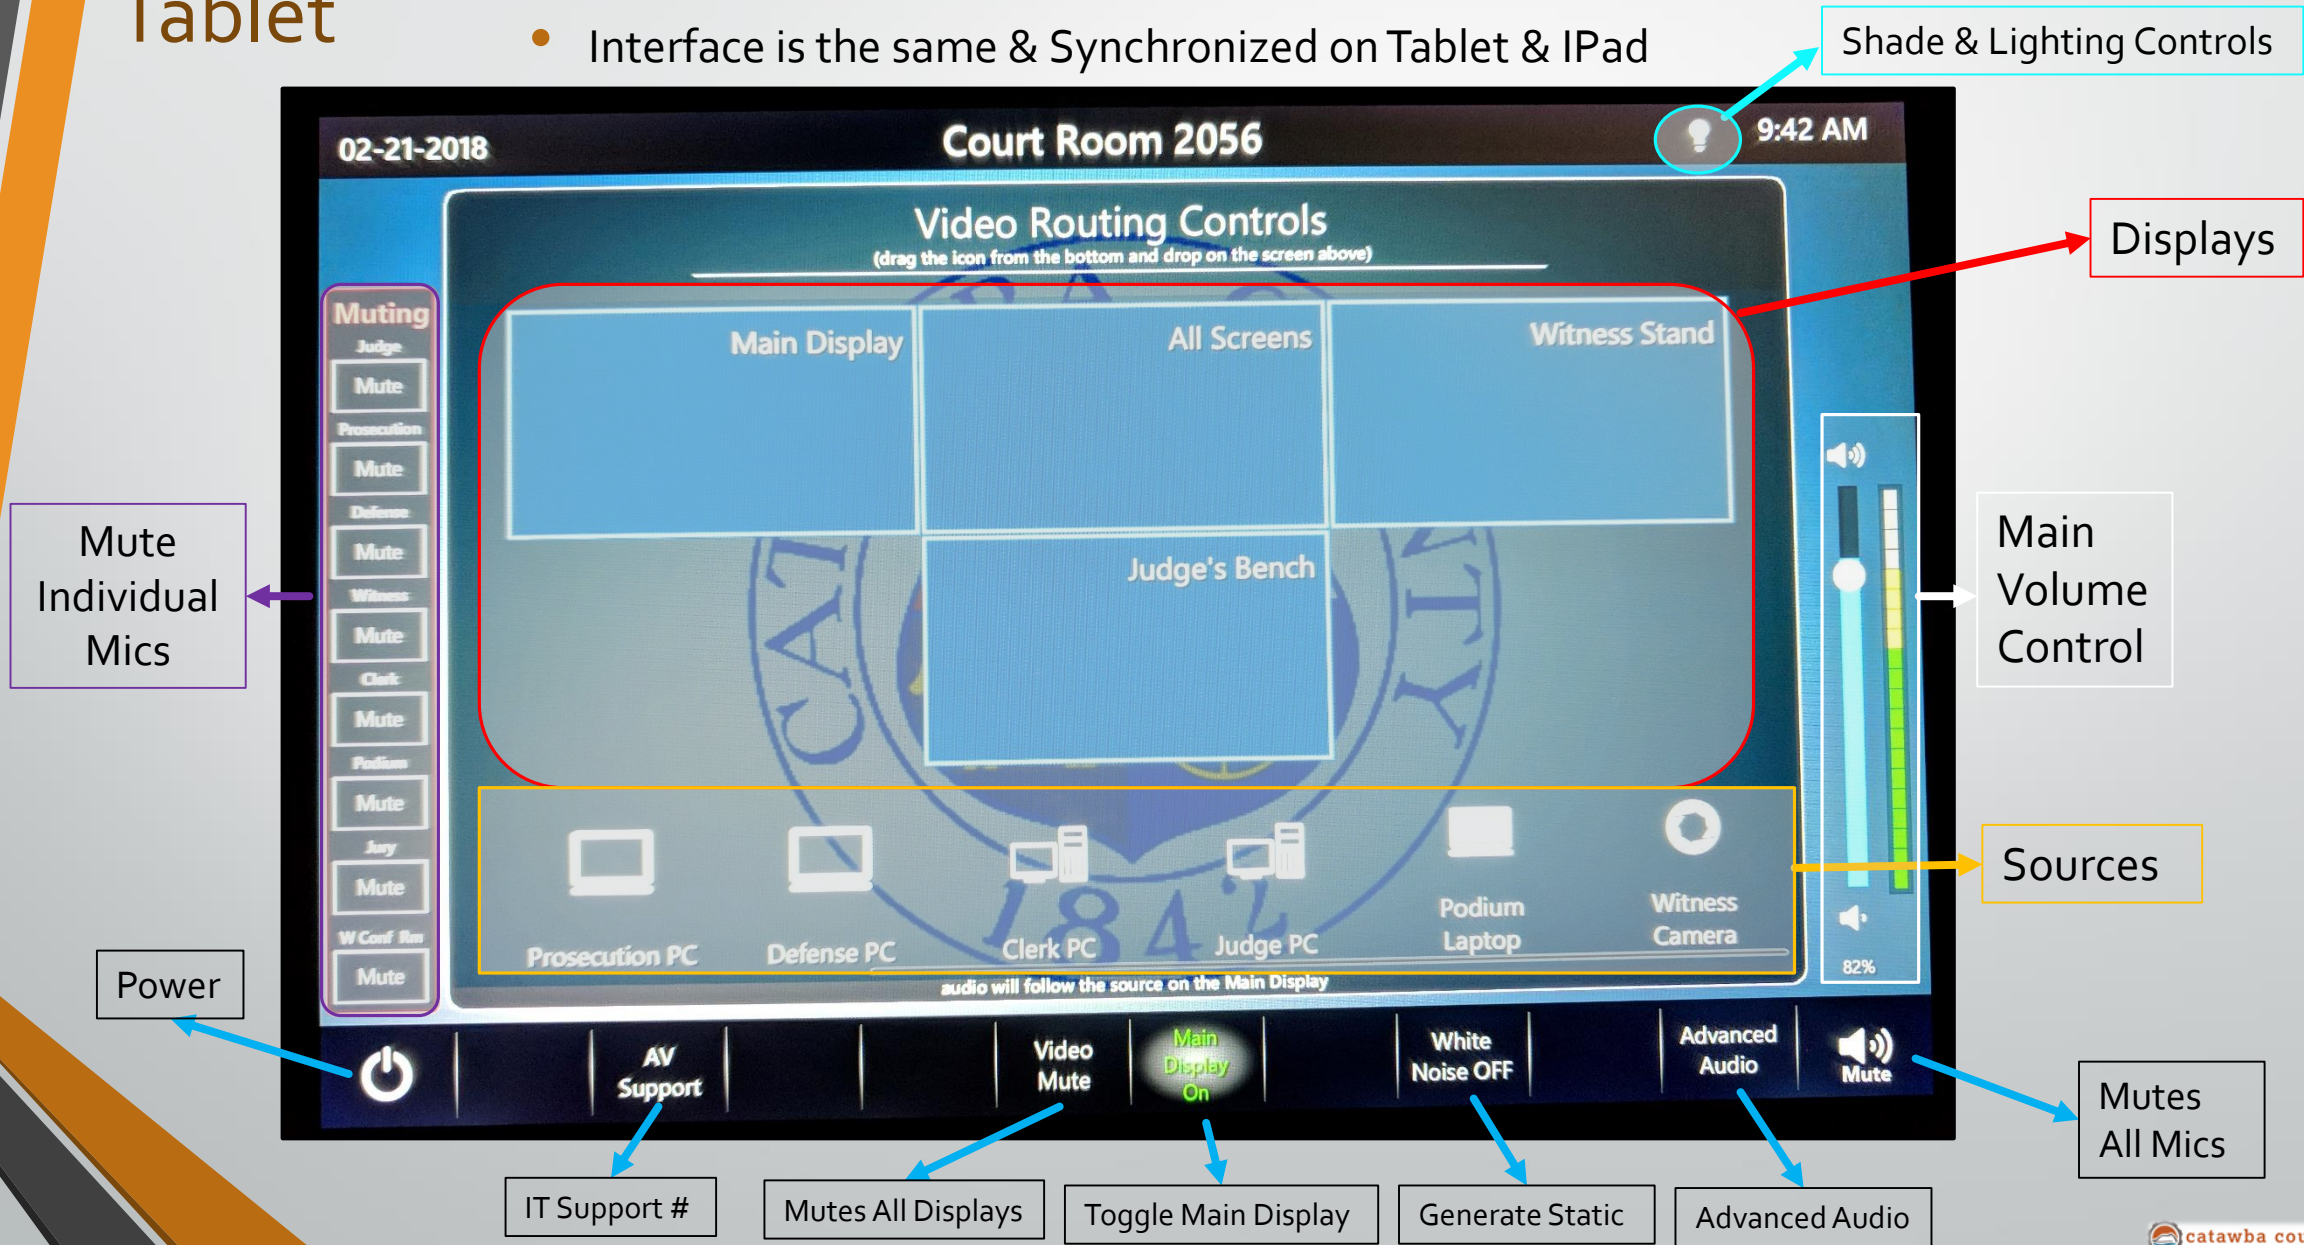 Tablet
• Interface is the same & Synchronized on Tablet & IPad
Shade & Lighting Controls
02-21-2018
Court Room 2056
9:42 AM
Video Routing Controls
(drag the icon from the bottom and drop on the screen above)
Displays
Muting
Judge
Mute
Prosecution
Mute
Defense
Mute
Witness
Mute
Clerk
Mute
Podium
Mute
Jury
Mute
W Conf Rm
Mute
Main Display
All Screens
Witness Stand
Judge's Bench
Mute
Individual
Mics
Main
Volume
Control
CAT
NTY
1842
Prosecution PC
Defense PC
Clerk PC
Judge PC
Podium
Laptop
Witness
Camera
Sources
82%
audio will follow the source on the Main Display
Power
AV
Support
Video
Mute
Main
Display
On
White
Noise OFF
Advanced
Audio
Mute
Mutes
All Mics
IT Support #
Mutes All Displays
Toggle Main Display
Generate Static
Advanced Audio
catawba cou